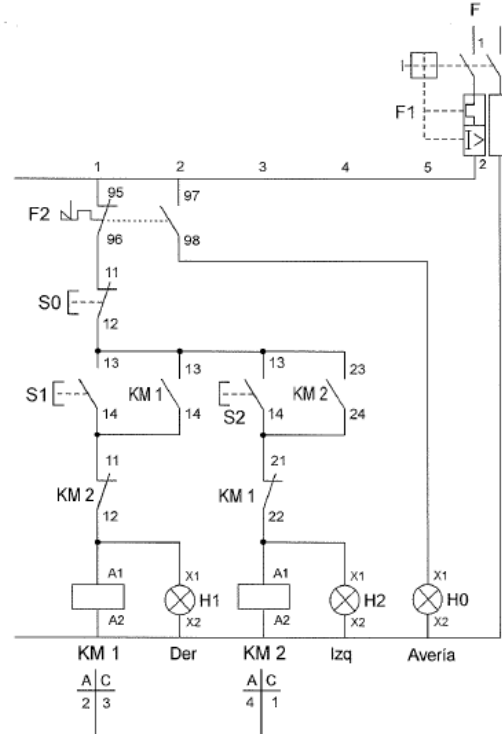 F
1
F1
I>
2
1 2 3 4 5
95 97
F2
96 98
11
S0
12
13 13 13 23
S1 KM 1 S2 KM 2
14 14 14 24
11 21
KM 2 KM 1
12 22
A1 X1 A1 X1 X1
H1 H2 H0
A2 X2 A2 X2 X2
KM 1 Der KM 2 Izq Avería
A C A C
2 3 4 1